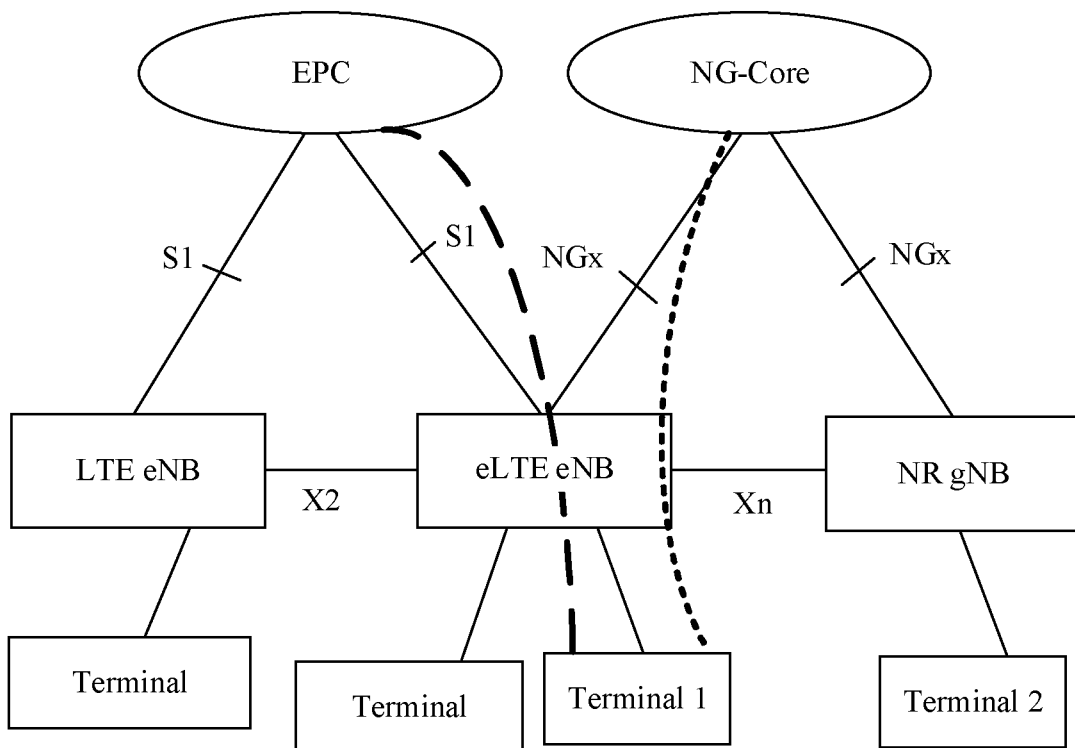 EPC
NG-Core
S1
S1
NGx
NGx
LTE eNB
eLTE eNB
NR gNB
X2
Xn
Terminal
Terminal
Terminal 1
Terminal 2